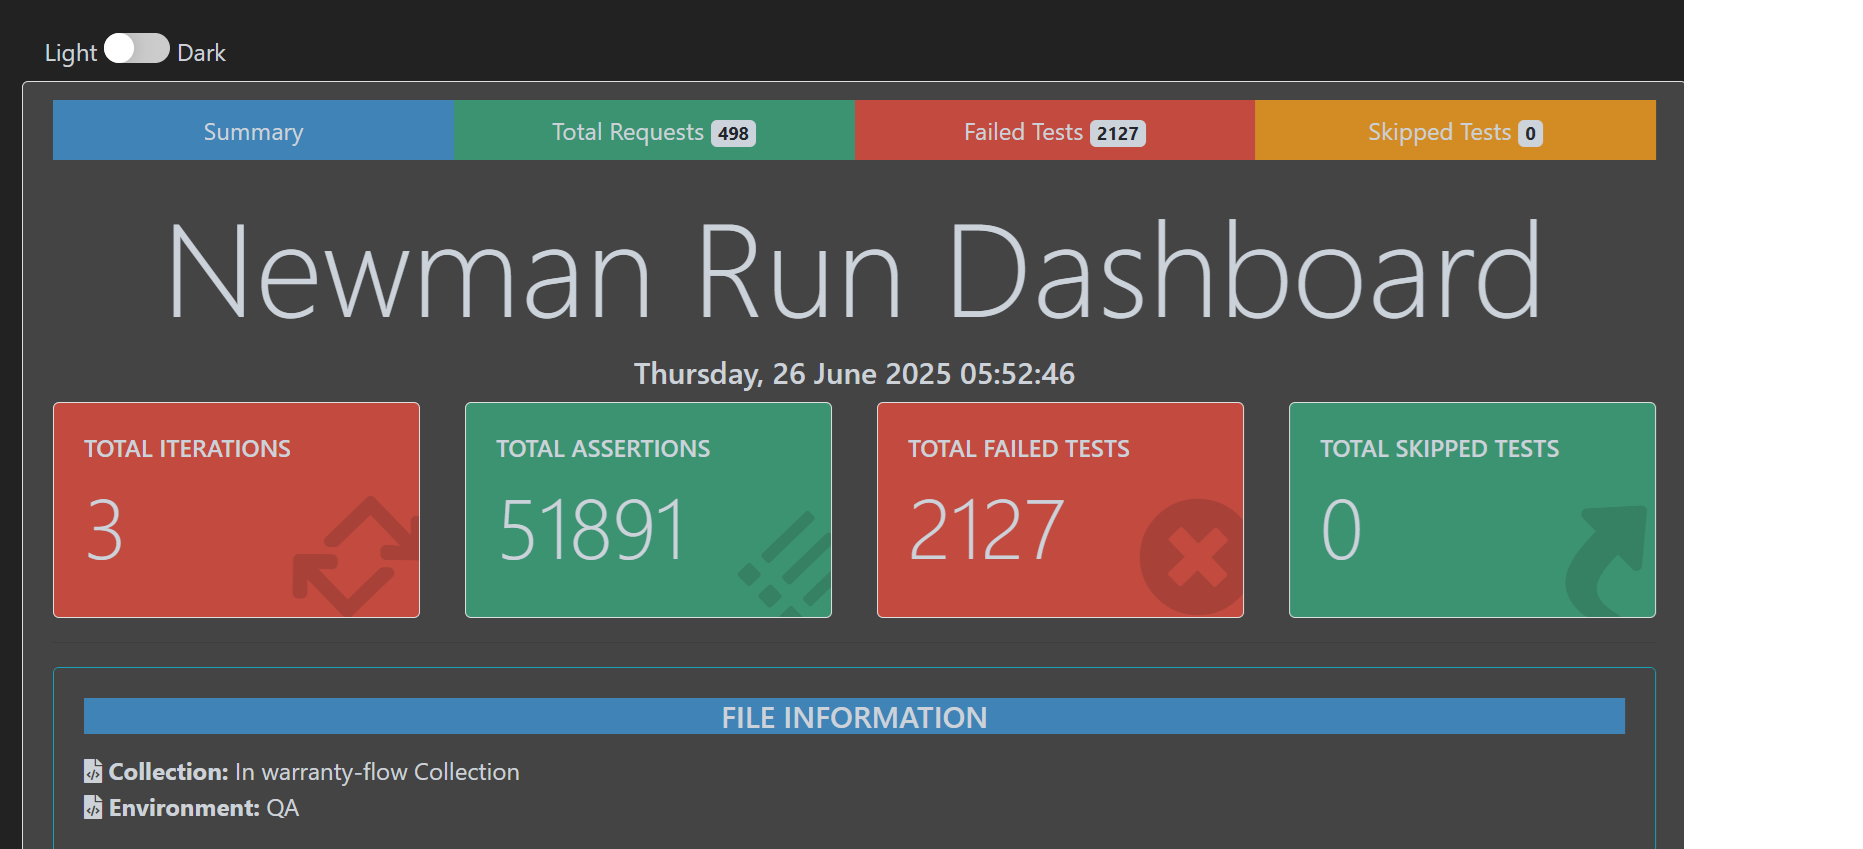 Light Dark
Summary Total Requests 498 Failed Tests 2127 Skipped Tests 0
Newman Run Dashboard
Thursday, 26 June 2025 05:52:46
TOTAL ITERATIONS
3
TOTAL ASSERTIONS
51891
TOTAL FAILED TESTS
2127
TOTAL SKIPPED TESTS
0
FILE INFORMATION
Collection: In warranty-flow Collection
Environment: QA